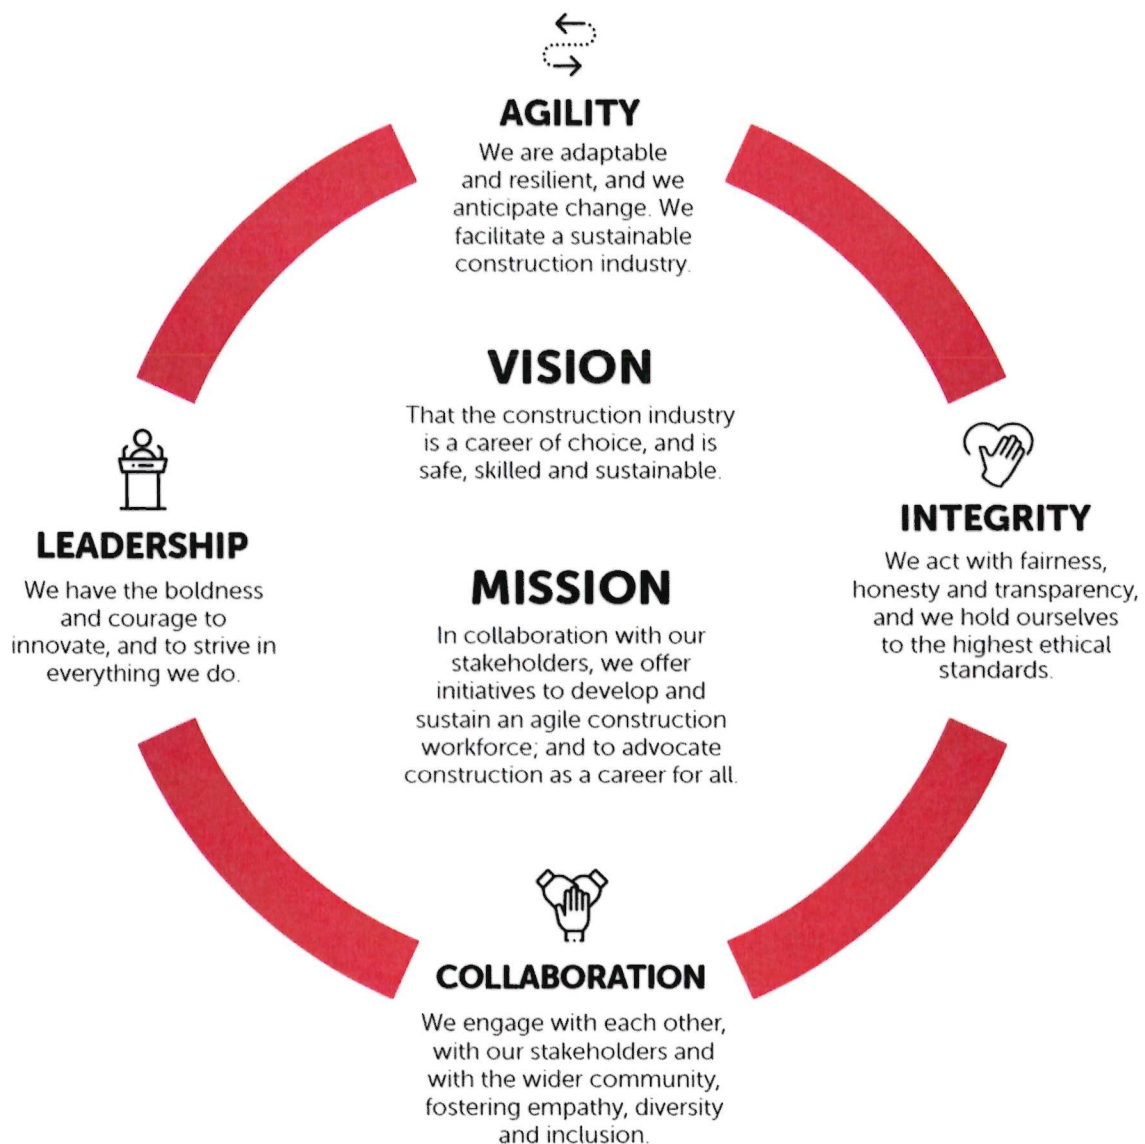 AGILITY
We are adaptable
and resilient, and we
anticipate change. We
facilitate a sustainable
construction industry.
VISION
That the construction industry
is a career of choice, and is
safe, skilled and sustainable.
LEADERSHIP
We have the boldness
and courage to
innovate, and to strive in
everything we do.
INTEGRITY
We act with fairness,
honesty and transparency,
and we hold ourselves
to the highest ethical
standards.
MISSION
In collaboration with our
stakeholders, we offer
initiatives to develop and
sustain an agile construction
workforce; and to advocate
construction as a career for all.
COLLABORATION
We engage with each other,
with our stakeholders and
with the wider community,
fostering empathy, diversity
and inclusion.